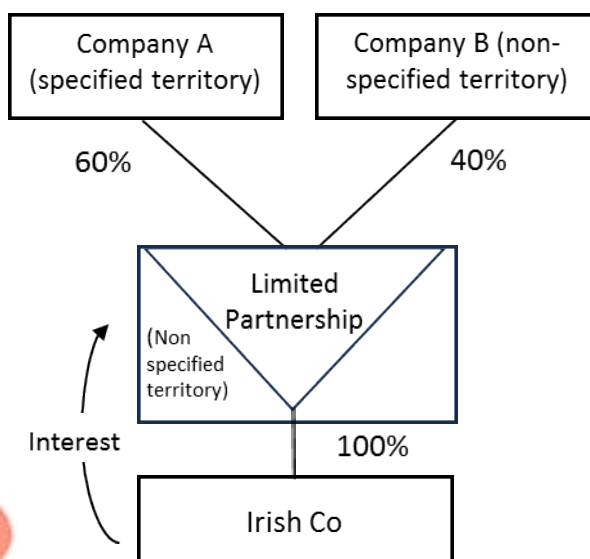 Company A
(specified territory)
Company B (non-
specified territory)
60%
40%
Limited
Partnership
(Non
specified
territory)
Interest
100%
Irish Co